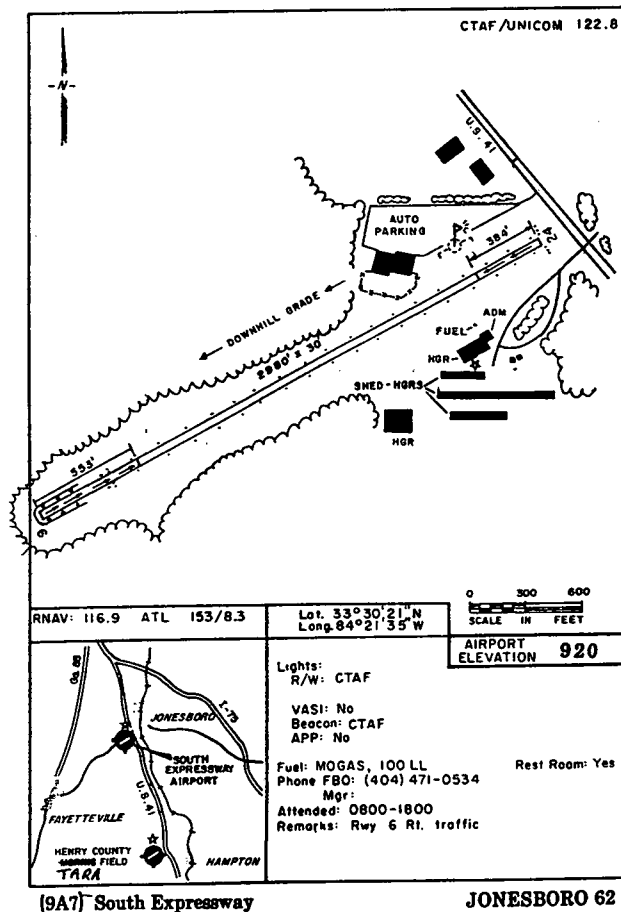 CTAF/UNICOM 122.8
-N-
U.S. 41
AUTO
PARKING
384'
24
DOWNHILL GRADE
2980' x 30'
ADM
FUEL
HGR
SHED-HGRS
HGR
553'
6
0 300 600
SCALE IN FEET
RNAV: 116.9 ATL 153/8.3
Lat. 33°30'21"N
Long. 84°21'35"W
AIRPORT
ELEVATION 920
Ga. 85
I-75
JONESBORO
SOUTH
EXPRESSWAY
AIRPORT
U.S. 41
FAYETTEVILLE
HENRY COUNTY
FIELD
TARA
HAMPTON
Lights:
R/W: CTAF
VASI: No
Beacon: CTAF
APP: No
Fuel: MOGAS, 100 LL Rest Room: Yes
Phone FBO: (404) 471-0534
Mgr:
Attended: 0800-1800
Remarks: Rwy 6 Rt. traffic
(9A7) South Expressway JONESBORO 62